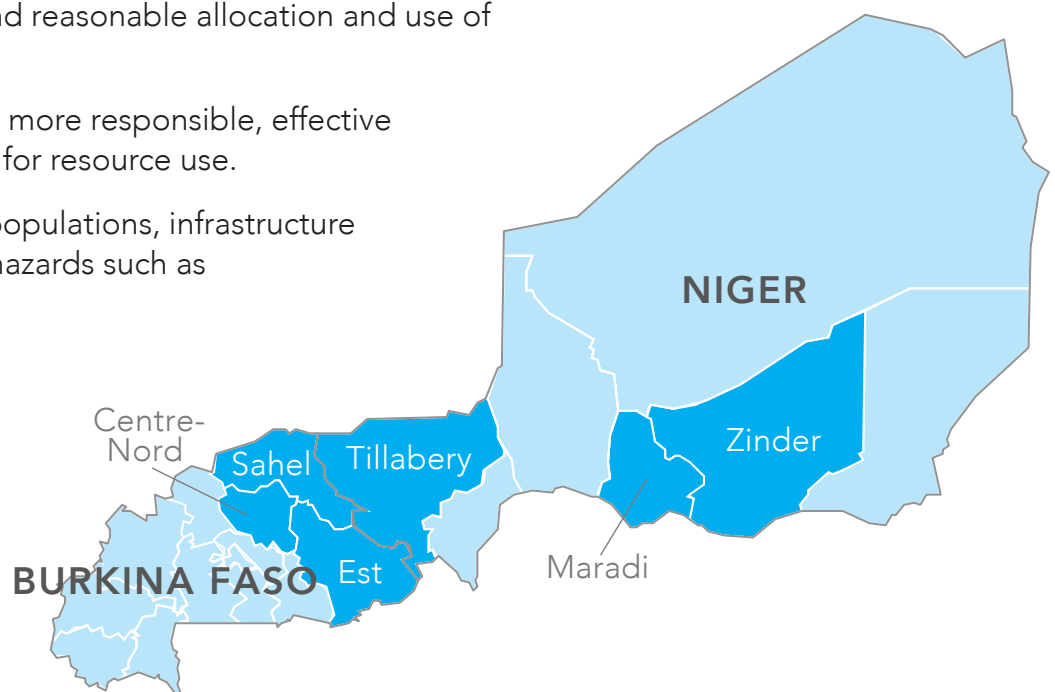 nd reasonable allocation and use of
more responsible, effective
for resource use.
populations, infrastructure
hazards such as
NIGER
Centre-
Nord
Sahel
Tillabery
Zinder
Est
Maradi
BURKINA FASO